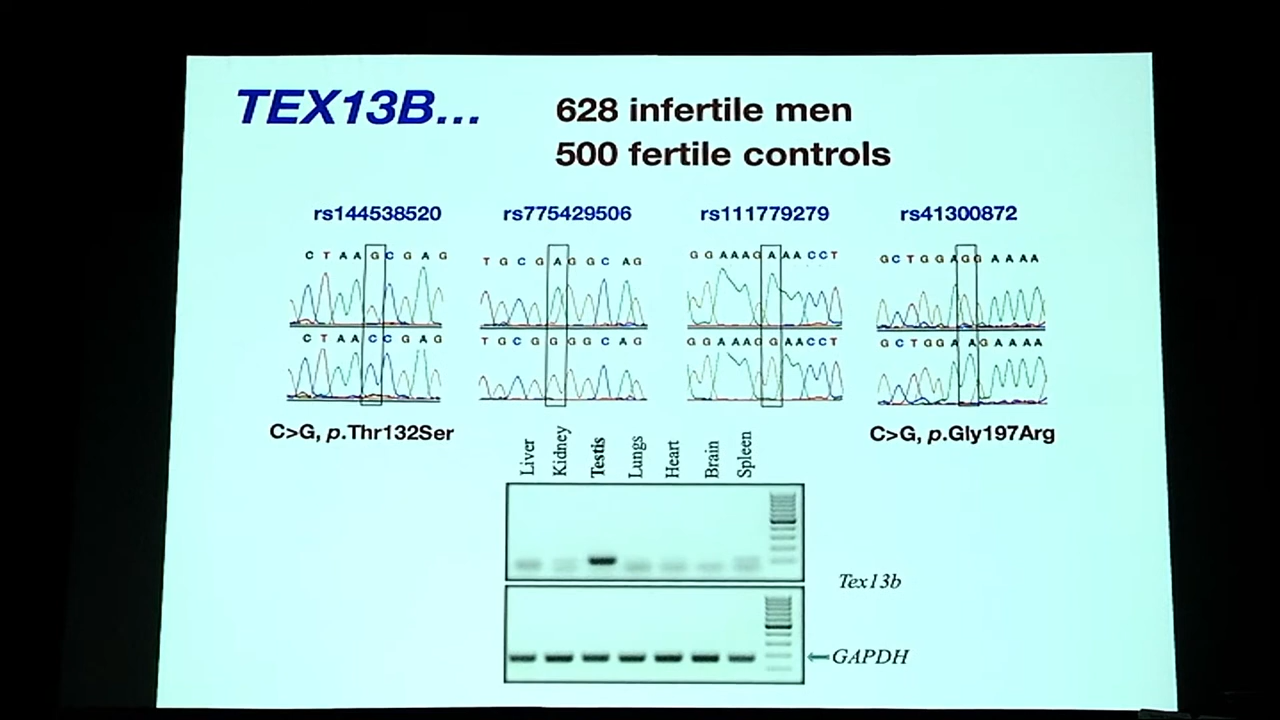 TEX13B...
628 infertile men
500 fertile controls
rs144538520 rs775429506 rs111779279 rs41300872
C T A A G C G A G T G C G A G G C A G G G A A A G A A A C C T G C T G G A G G A A A A
C T A A C C G A G T G C G G G G C A G G G A A A G G A A C C T G C T G G A A G A A A A
C>G, p.Thr132Ser C>G, p.Gly197Arg
Liver Kidney Testis Lungs Heart Brain Spleen
Tex13b
←GAPDH